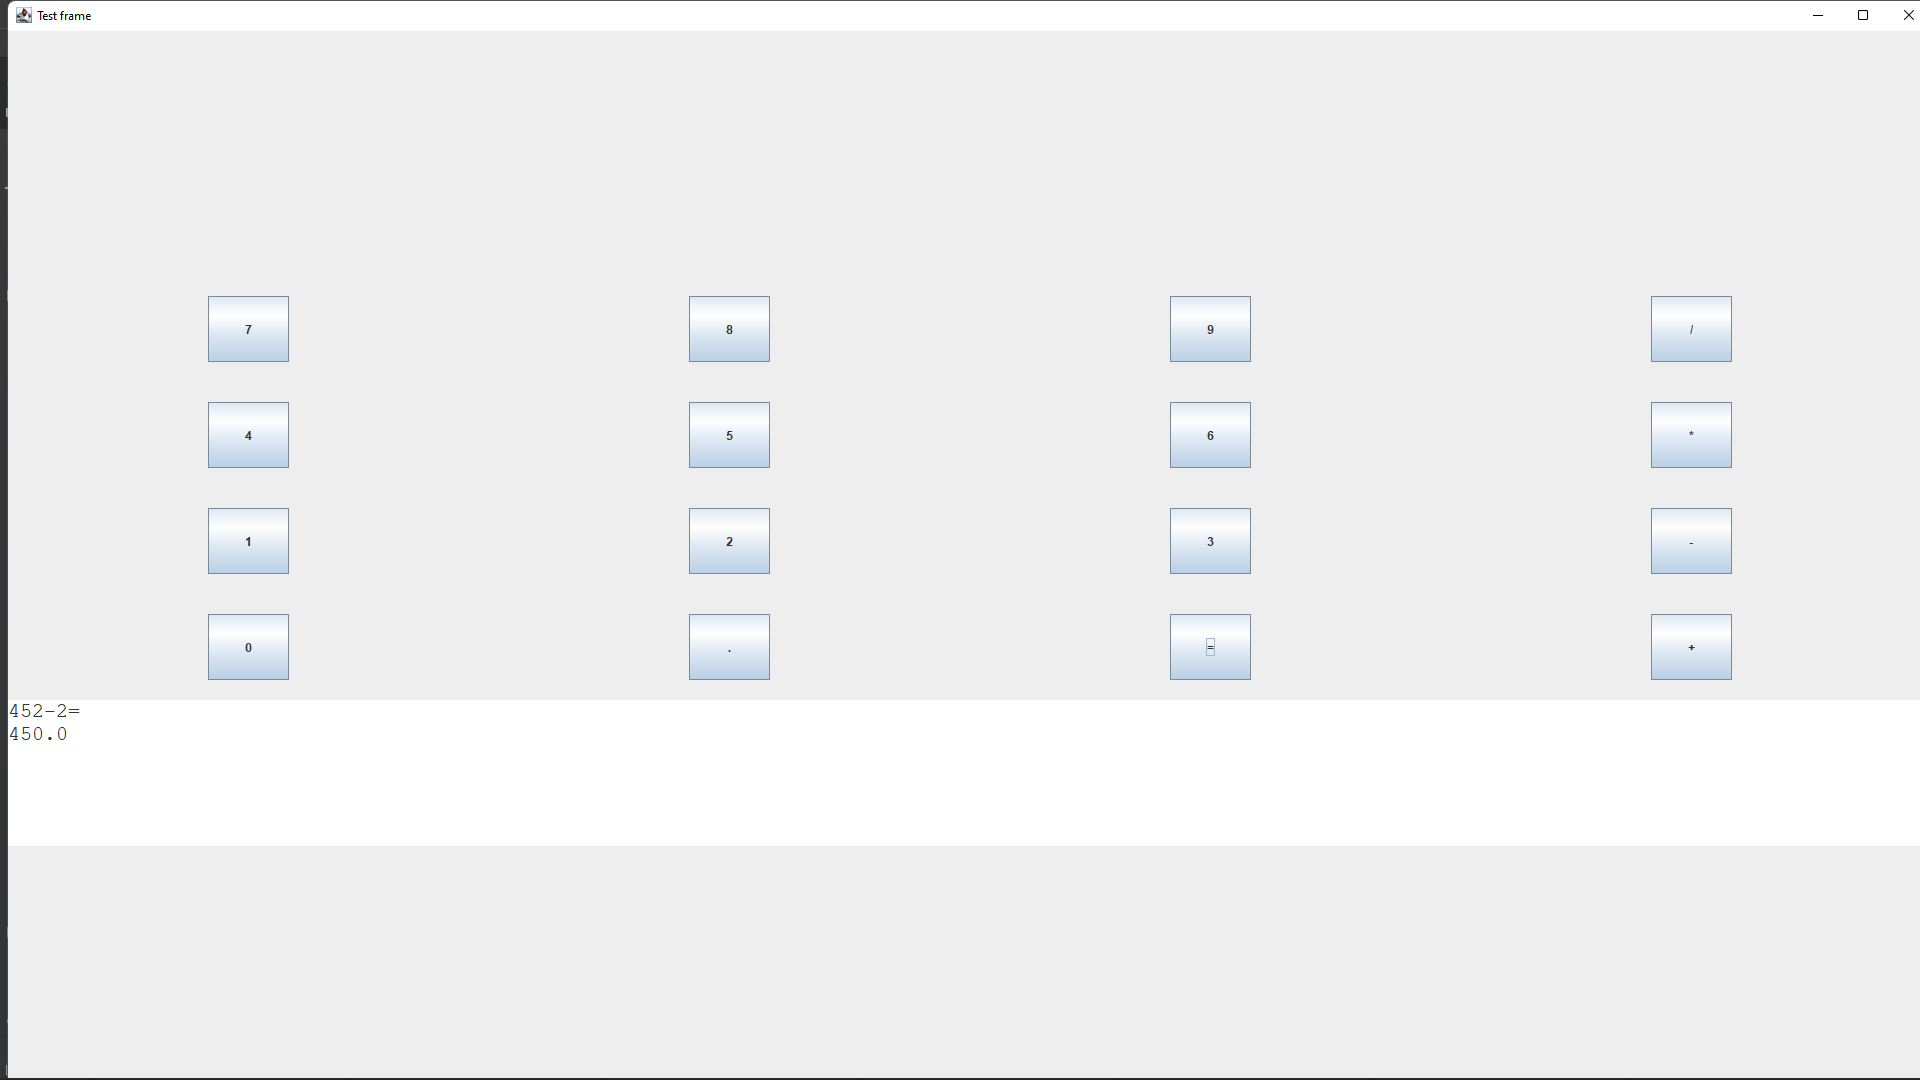 Test frame
7 8 9 /
4 5 6 *
1 2 3 -
0 . = +
452-2=
450.0